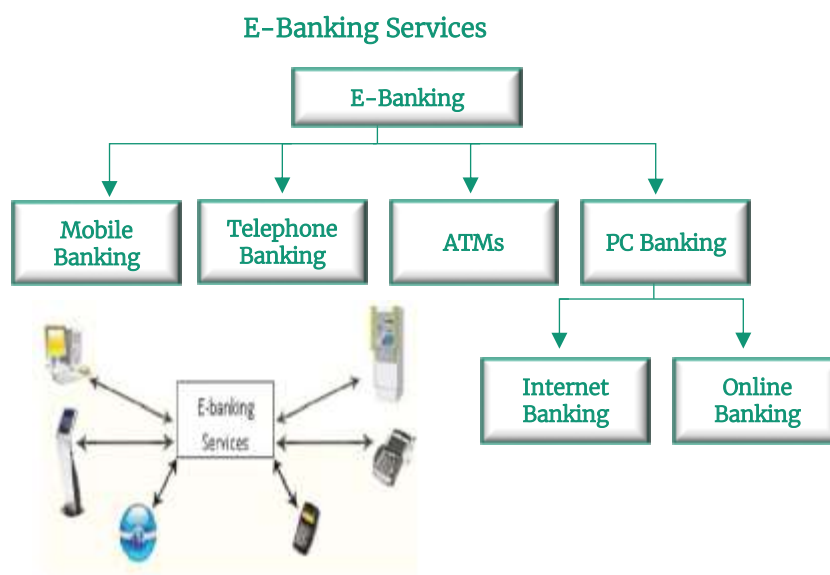 E-Banking Services
E-Banking
Mobile
Banking
Telephone
Banking
ATMs
PC Banking
Internet
Banking
Online
Banking
E-banking
Services